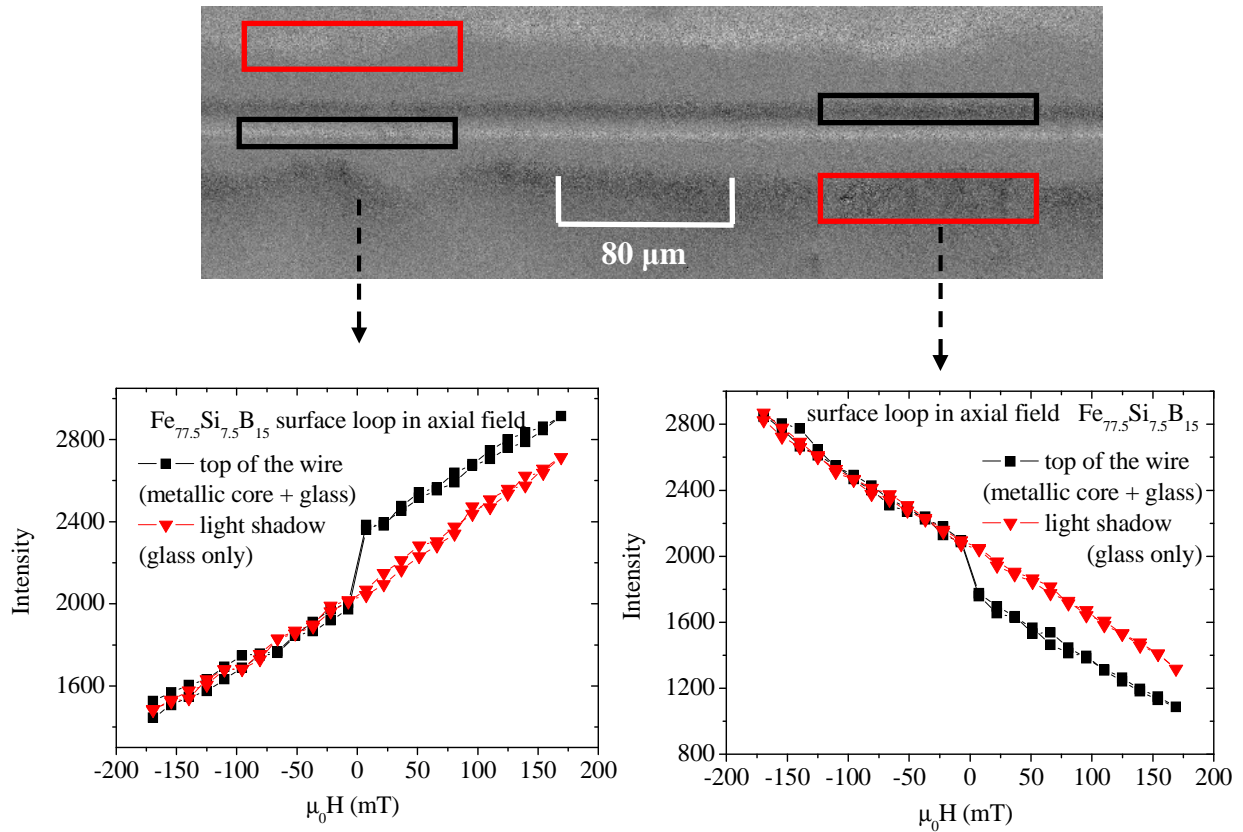 80 μm
Fe77.5Si7.5B15 surface loop in axial field
top of the wire
(metallic core + glass)
light shadow
(glass only)
Intensity
2800
2400
2000
1600
-200 -150 -100 -50 0 50 100 150 200
μ0H (mT)
surface loop in axial field Fe77.5Si7.5B15
top of the wire
(metallic core + glass)
light shadow
(glass only)
Intensity
2800
2400
2000
1600
1200
800
-200 -150 -100 -50 0 50 100 150 200
μ0H (mT)